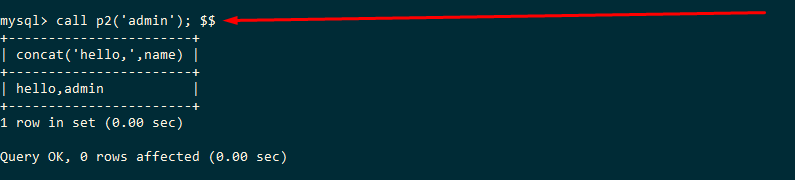 mysql> call p2('admin'); $$
+-----------------------+
| concat('hello,',name) |
+-----------------------+
| hello,admin           |
+-----------------------+
1 row in set (0.00 sec)
Query OK, 0 rows affected (0.00 sec)